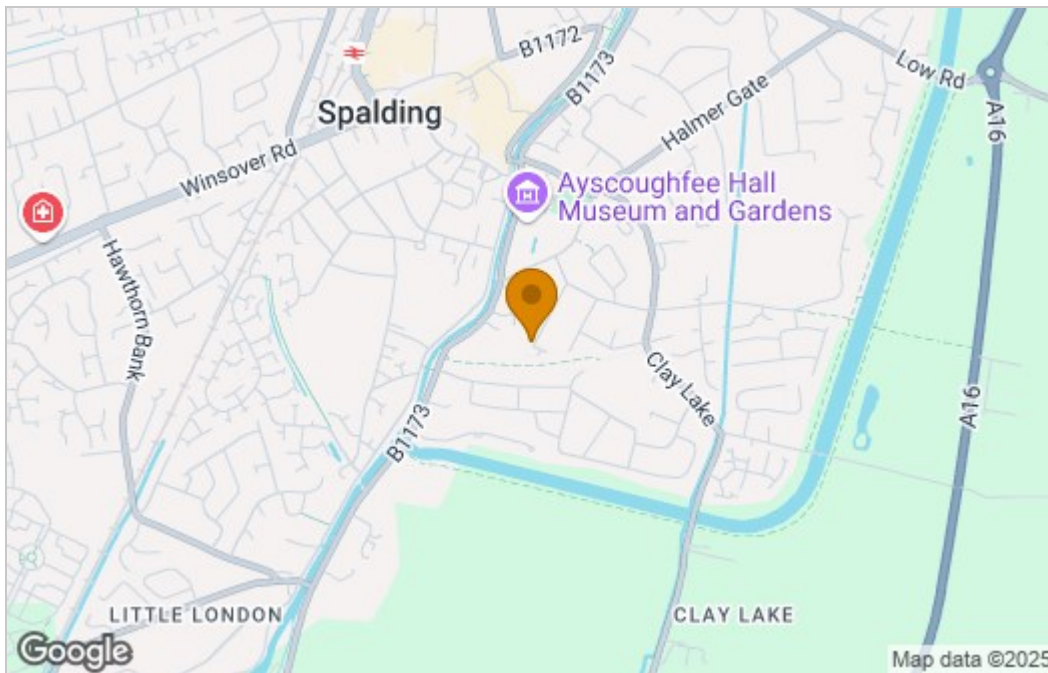 B1172
B1173
Low Rd
Halmer Gate
Spalding
A16
Winsover Rd
Ayscoughfee Hall
Museum and Gardens
Hawthorn Bank
Clay Lake
A16
B1173
LITTLE LONDON
CLAY LAKE
Google
Map data ©2025